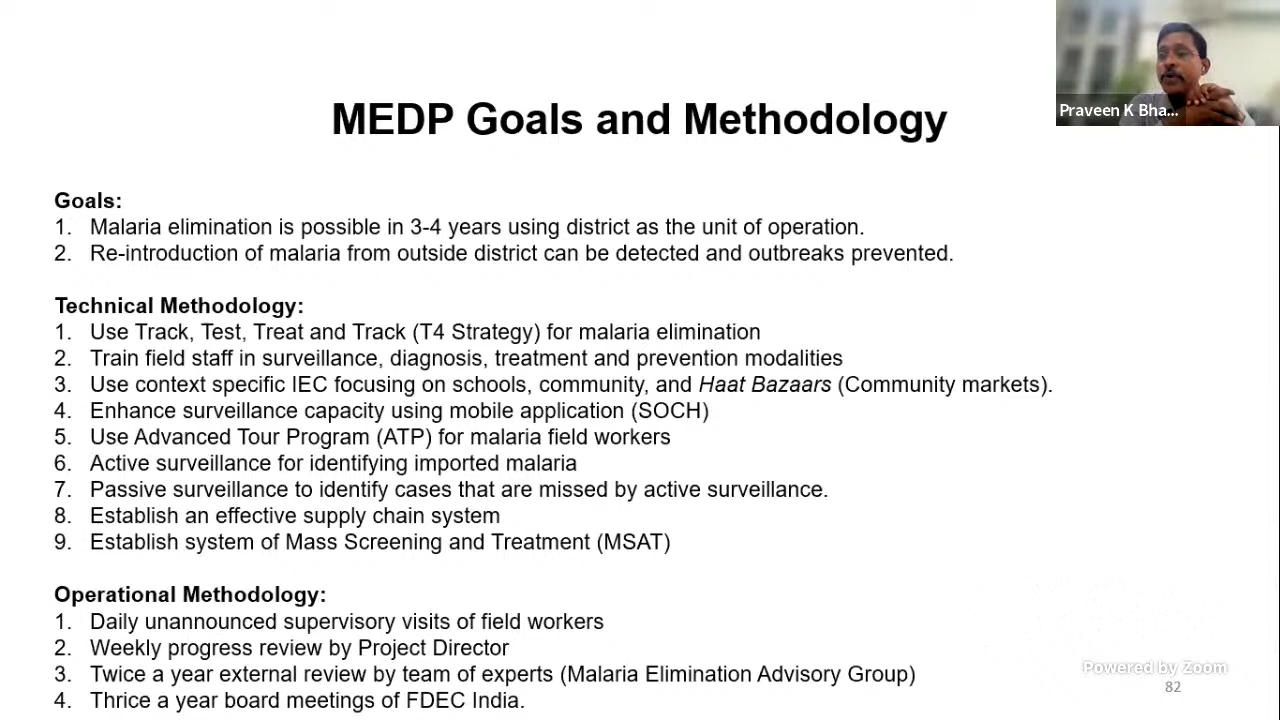 Praveen K Bha...
MEDP Goals and Methodology
Goals:
1. Malaria elimination is possible in 3-4 years using district as the unit of operation.
2. Re-introduction of malaria from outside district can be detected and outbreaks prevented.
Technical Methodology:
1. Use Track, Test, Treat and Track (T4 Strategy) for malaria elimination
2. Train field staff in surveillance, diagnosis, treatment and prevention modalities
3. Use context specific IEC focusing on schools, community, and Haat Bazaars (Community markets).
4. Enhance surveillance capacity using mobile application (SOCH)
5. Use Advanced Tour Program (ATP) for malaria field workers
6. Active surveillance for identifying imported malaria
7. Passive surveillance to identify cases that are missed by active surveillance.
8. Establish an effective supply chain system
9. Establish system of Mass Screening and Treatment (MSAT)
Operational Methodology:
1. Daily unannounced supervisory visits of field workers
2. Weekly progress review by Project Director
3. Twice a year external review by team of experts (Malaria Elimination Advisory Group)
4. Thrice a year board meetings of FDEC India.
Powered by Zoom
82